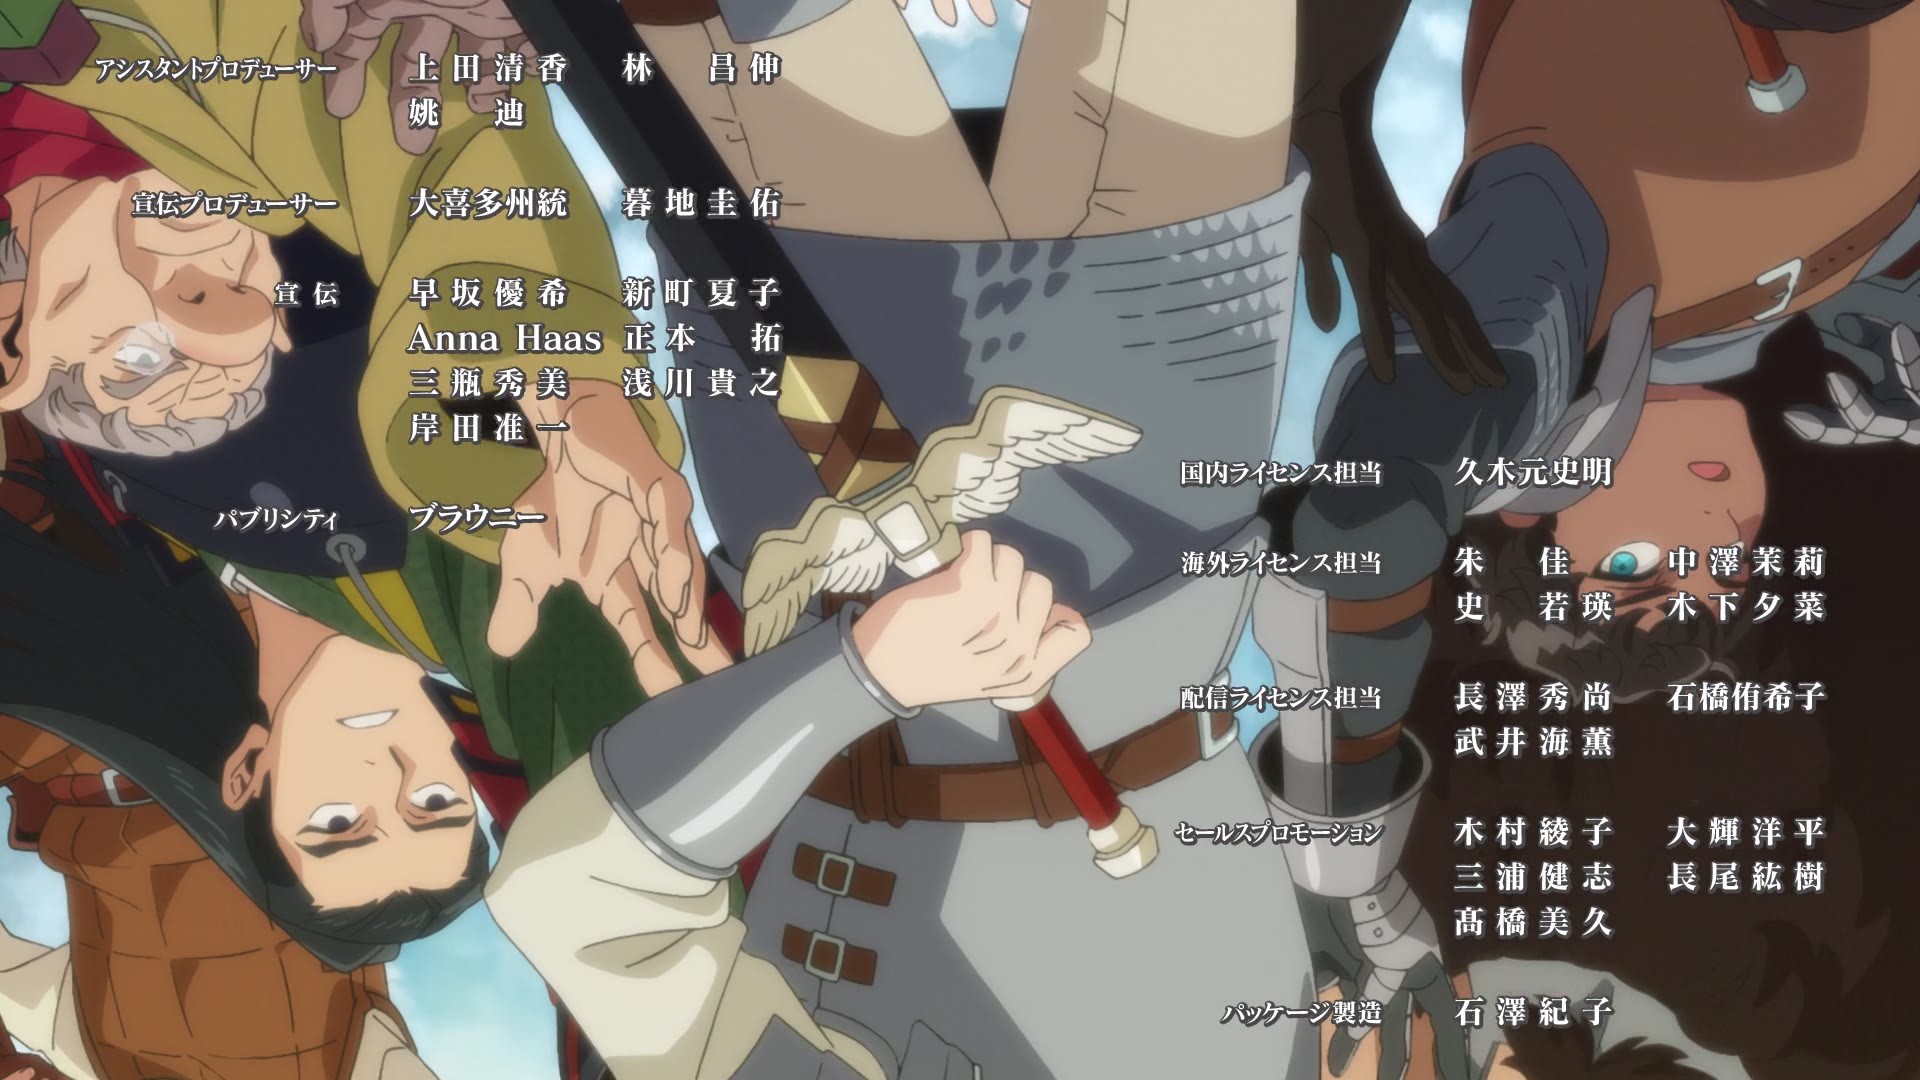 アシスタントプロデューサー 上田清香 林 昌伸
姚 迪
宣伝プロデューサー 大喜多州統 暮地圭佑
宣伝 早坂優希 新町夏子
Anna Haas 正本 拓
三瓶秀美 浅川貴之
岸田准一
パブリシティ ブラウニー
国内ライセンス担当 久木元史明
海外ライセンス担当 朱 佳 中澤茉莉
史 若瑛 木下夕菜
配信ライセンス担当 長澤秀尚 石橋侑希子
武井海薫
セールスプロモーション 木村綾子 大輝洋平
三浦健志 長尾紘樹
髙橋美久
パッケージ製造 石澤紀子